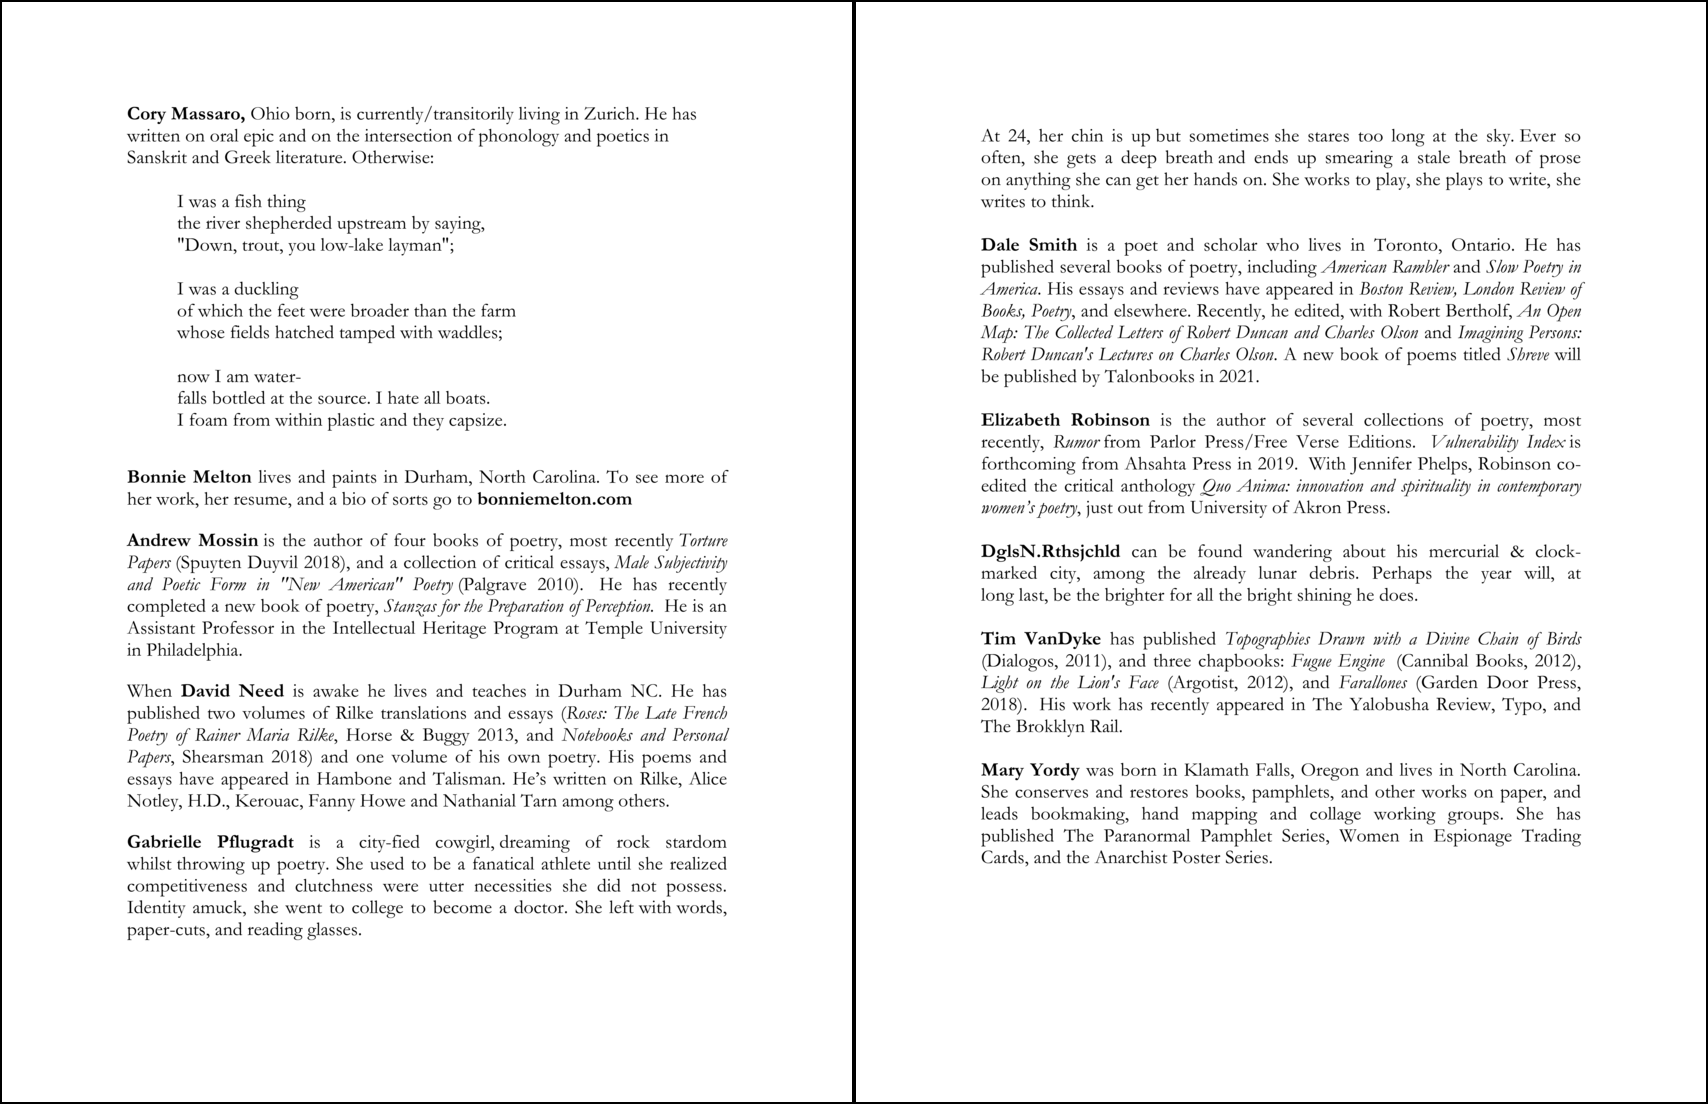 Cory Massaro, Ohio born, is currently/transitorily living in Zurich. He has
written on oral epic and on the intersection of phonology and poetics in
Sanskrit and Greek literature. Otherwise:
I was a fish thing
the river shepherded upstream by saying,
"Down, trout, you low-lake layman";
I was a duckling
of which the feet were broader than the farm
whose fields hatched tamped with waddles;
now I am water-
falls bottled at the source. I hate all boats.
I foam from within plastic and they capsize.
Bonnie Melton lives and paints in Durham, North Carolina. To see more of
her work, her resume, and a bio of sorts go to bonniemelton.com
Andrew Mossin is the author of four books of poetry, most recently Torture
Papers (Spuyten Duyvil 2018), and a collection of critical essays, Male Subjectivity
and Poetic Form in "New American" Poetry (Palgrave 2010). He has recently
completed a new book of poetry, Stanzas for the Preparation of Perception. He is an
Assistant Professor in the Intellectual Heritage Program at Temple University
in Philadelphia.
When David Need is awake he lives and teaches in Durham NC. He has
published two volumes of Rilke translations and essays (Roses: The Late French
Poetry of Rainer Maria Rilke, Horse & Buggy 2013, and Notebooks and Personal
Papers, Shearsman 2018) and one volume of his own poetry. His poems and
essays have appeared in Hambone and Talisman. He’s written on Rilke, Alice
Notley, H.D., Kerouac, Fanny Howe and Nathanial Tarn among others.
Gabrielle Pflugradt is a city-fied cowgirl, dreaming of rock stardom
whilst throwing up poetry. She used to be a fanatical athlete until she realized
competitiveness and clutchness were utter necessities she did not possess.
Identity amuck, she went to college to become a doctor. She left with words,
paper-cuts, and reading glasses.
At 24, her chin is up but sometimes she stares too long at the sky. Ever so
often, she gets a deep breath and ends up smearing a stale breath of prose
on anything she can get her hands on. She works to play, she plays to write, she
writes to think.
Dale Smith is a poet and scholar who lives in Toronto, Ontario. He has
published several books of poetry, including American Rambler and Slow Poetry in
America. His essays and reviews have appeared in Boston Review, London Review of
Books, Poetry, and elsewhere. Recently, he edited, with Robert Bertholf, An Open
Map: The Collected Letters of Robert Duncan and Charles Olson and Imagining Persons:
Robert Duncan's Lectures on Charles Olson. A new book of poems titled Shreve will
be published by Talonbooks in 2021.
Elizabeth Robinson is the author of several collections of poetry, most
recently, Rumor from Parlor Press/Free Verse Editions. Vulnerability Index is
forthcoming from Ahsahta Press in 2019. With Jennifer Phelps, Robinson co-
edited the critical anthology Quo Anima: innovation and spirituality in contemporary
women’s poetry, just out from University of Akron Press.
DglsN.Rthsjchld can be found wandering about his mercurial & clock-
marked city, among the already lunar debris. Perhaps the year will, at
long last, be the brighter for all the bright shining he does.
Tim VanDyke has published Topographies Drawn with a Divine Chain of Birds
(Dialogos, 2011), and three chapbooks: Fugue Engine (Cannibal Books, 2012),
Light on the Lion's Face (Argotist, 2012), and Farallones (Garden Door Press,
2018). His work has recently appeared in The Yalobusha Review, Typo, and
The Brokklyn Rail.
Mary Yordy was born in Klamath Falls, Oregon and lives in North Carolina.
She conserves and restores books, pamphlets, and other works on paper, and
leads bookmaking, hand mapping and collage working groups. She has
published The Paranormal Pamphlet Series, Women in Espionage Trading
Cards, and the Anarchist Poster Series.